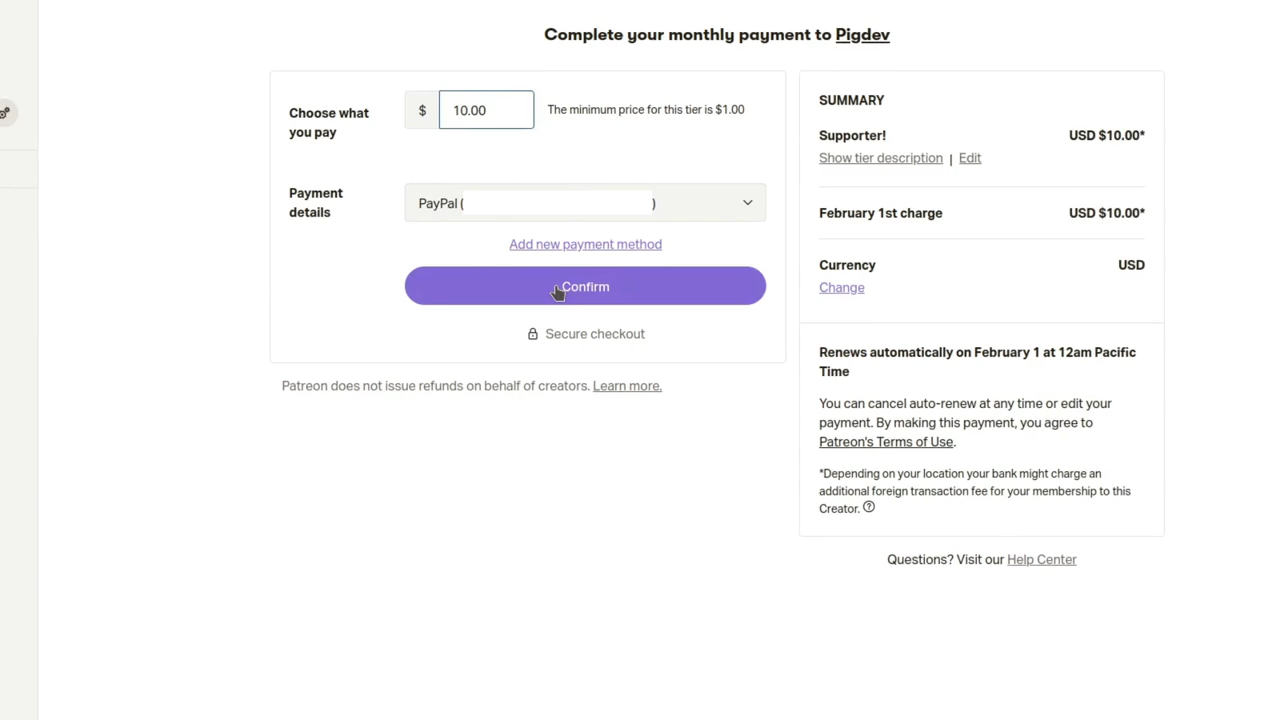 Complete your monthly payment to Pigdev
Choose what
you pay
$ 10.00
The minimum price for this tier is $1.00
Payment
details
PayPal ( )
Add new payment method
Confirm
Secure checkout
Patreon does not issue refunds on behalf of creators. Learn more.
SUMMARY
Supporter! USD $10.00*
Show tier description | Edit
February 1st charge USD $10.00*
Currency USD
Change
Renews automatically on February 1 at 12am Pacific
Time
You can cancel auto-renew at any time or edit your
payment. By making this payment, you agree to
Patreon's Terms of Use.
*Depending on your location your bank might charge an
additional foreign transaction fee for your membership to this
Creator.
Questions? Visit our Help Center